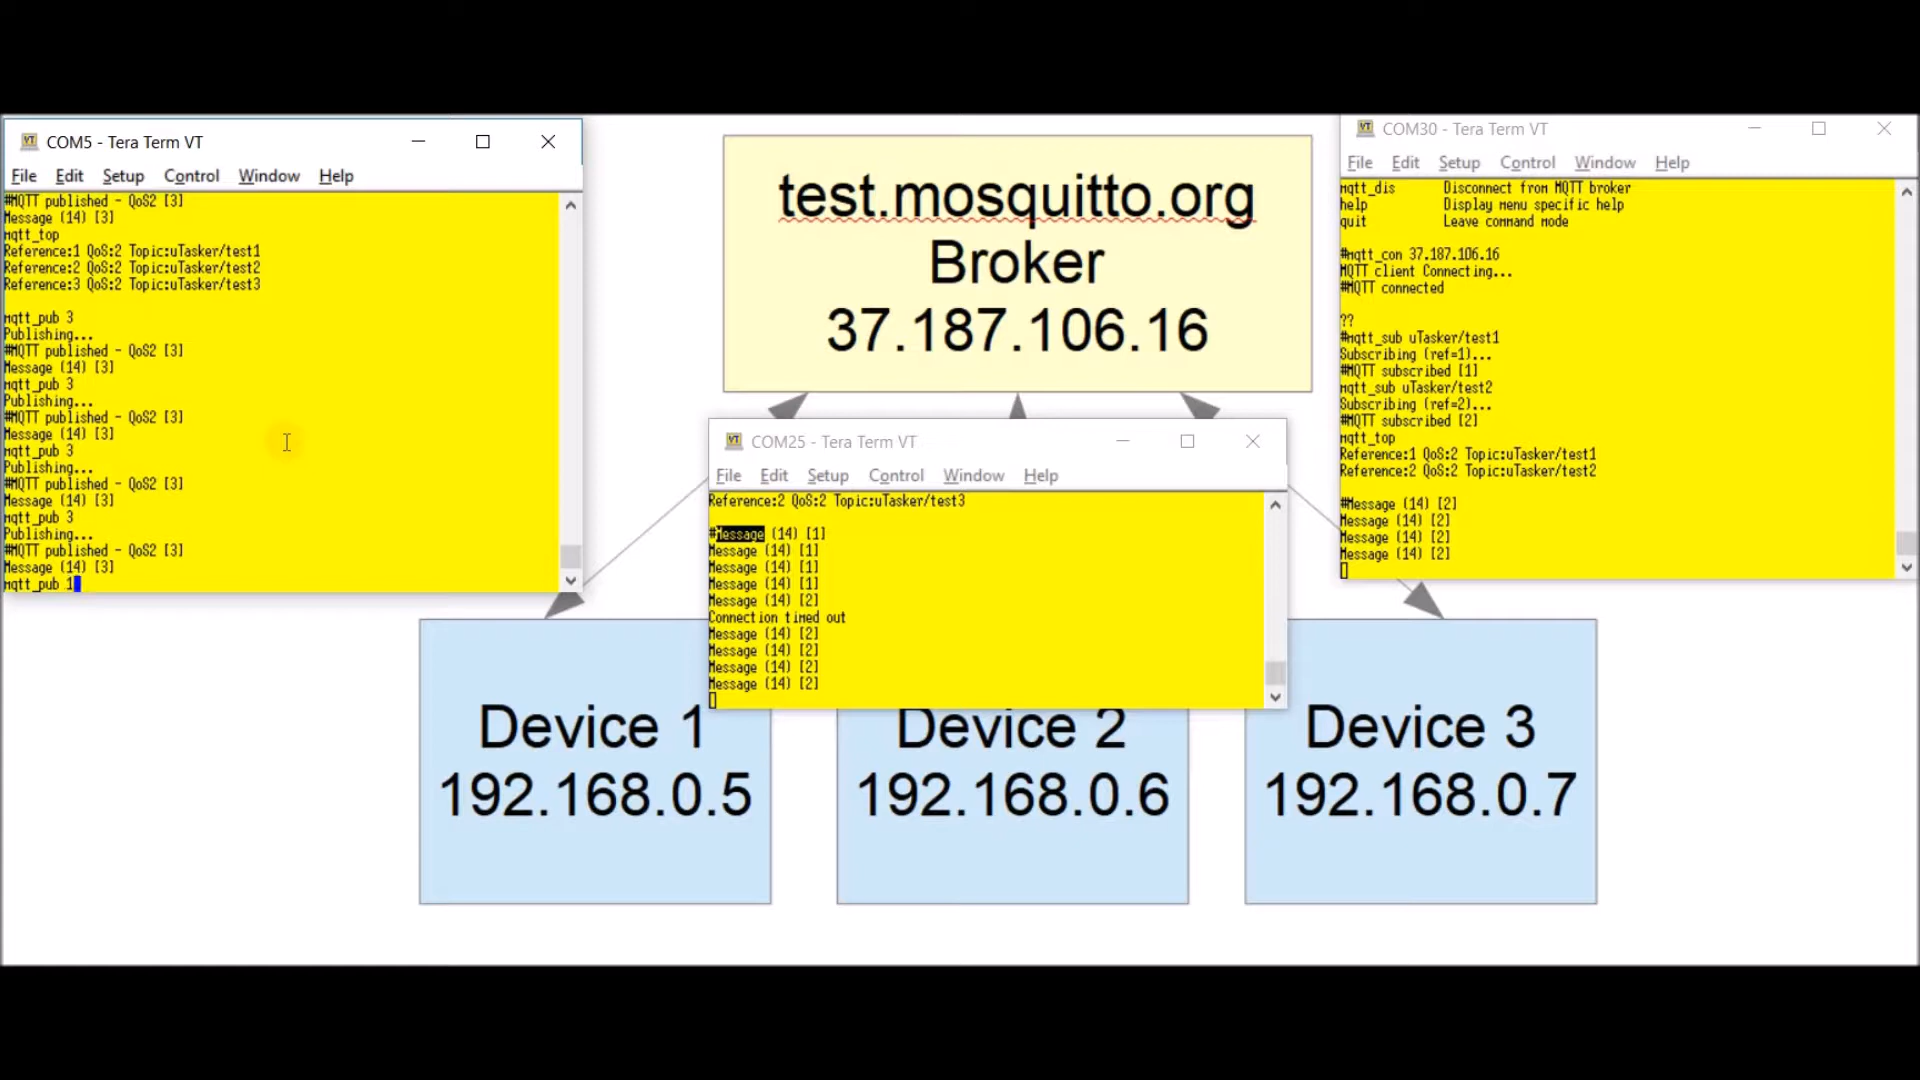 COM5 - Tera Term VT
File Edit Setup Control Window Help
#MQTT published - QoS2 [3]
Message (14) [3]
mqtt_top
Reference:1 QoS:2 Topic:uTasker/test1
Reference:2 QoS:2 Topic:uTasker/test2
Reference:3 QoS:2 Topic:uTasker/test3
mqtt_pub 3
Publishing...
#MQTT published - QoS2 [3]
Message (14) [3]
mqtt_pub 3
Publishing...
#MQTT published - QoS2 [3]
Message (14) [3]
mqtt_pub 3
Publishing...
#MQTT published - QoS2 [3]
Message (14) [3]
mqtt_pub 3
Publishing...
#MQTT published - QoS2 [3]
Message (14) [3]
mqtt_pub 1
test.mosquitto.org
Broker
37.187.106.16
COM25 - Tera Term VT
File Edit Setup Control Window Help
Reference:2 QoS:2 Topic:uTasker/test3
#Message (14) [1]
Message (14) [1]
Message (14) [1]
Message (14) [1]
Message (14) [2]
Connection timed out
Message (14) [2]
Message (14) [2]
Message (14) [2]
Message (14) [2]
COM30 - Tera Term VT
File Edit Setup Control Window Help
mqtt_dis Disconnect from MQTT broker
help Display menu specific help
quit Leave command mode
#mqtt_con 37.187.106.16
MQTT client Connecting...
#MQTT connected
??
#mqtt_sub uTasker/test1
Subscribing (ref=1)...
#MQTT subscribed [1]
mqtt_sub uTasker/test2
Subscribing (ref=2)...
#MQTT subscribed [2]
mqtt_top
Reference:1 QoS:2 Topic:uTasker/test1
Reference:2 QoS:2 Topic:uTasker/test2
#Message (14) [2]
Message (14) [2]
Message (14) [2]
Message (14) [2]
Device 1
192.168.0.5
Device 2
192.168.0.6
Device 3
192.168.0.7